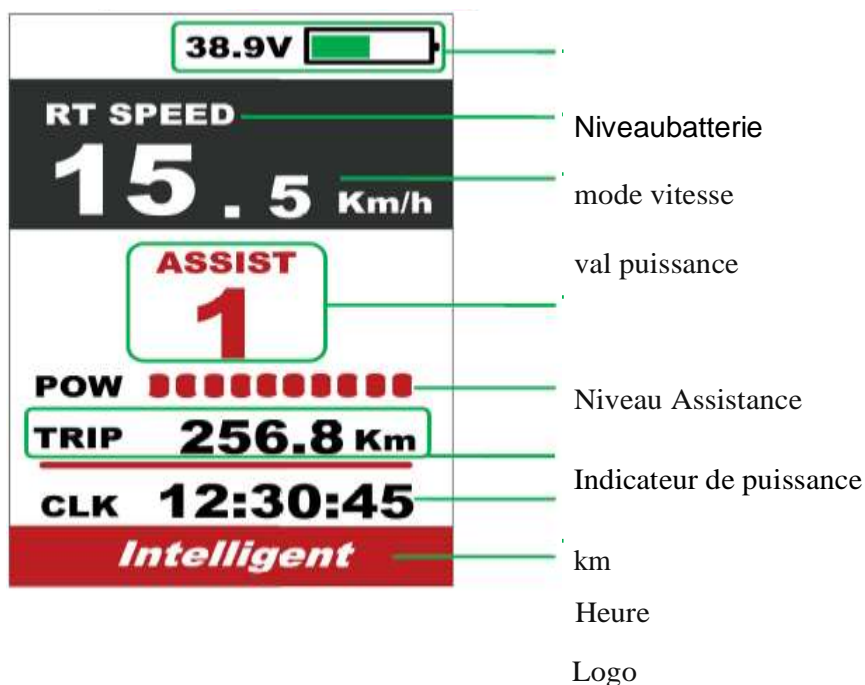 38.9V
RT SPEED
Niveaubatterie
15.5 Km/h
mode vitesse
val puissance
ASSIST
1
POW
Niveau Assistance
TRIP 256.8 Km
Indicateur de puissance
CLK 12:30:45
Intelligent
km
Heure
Logo